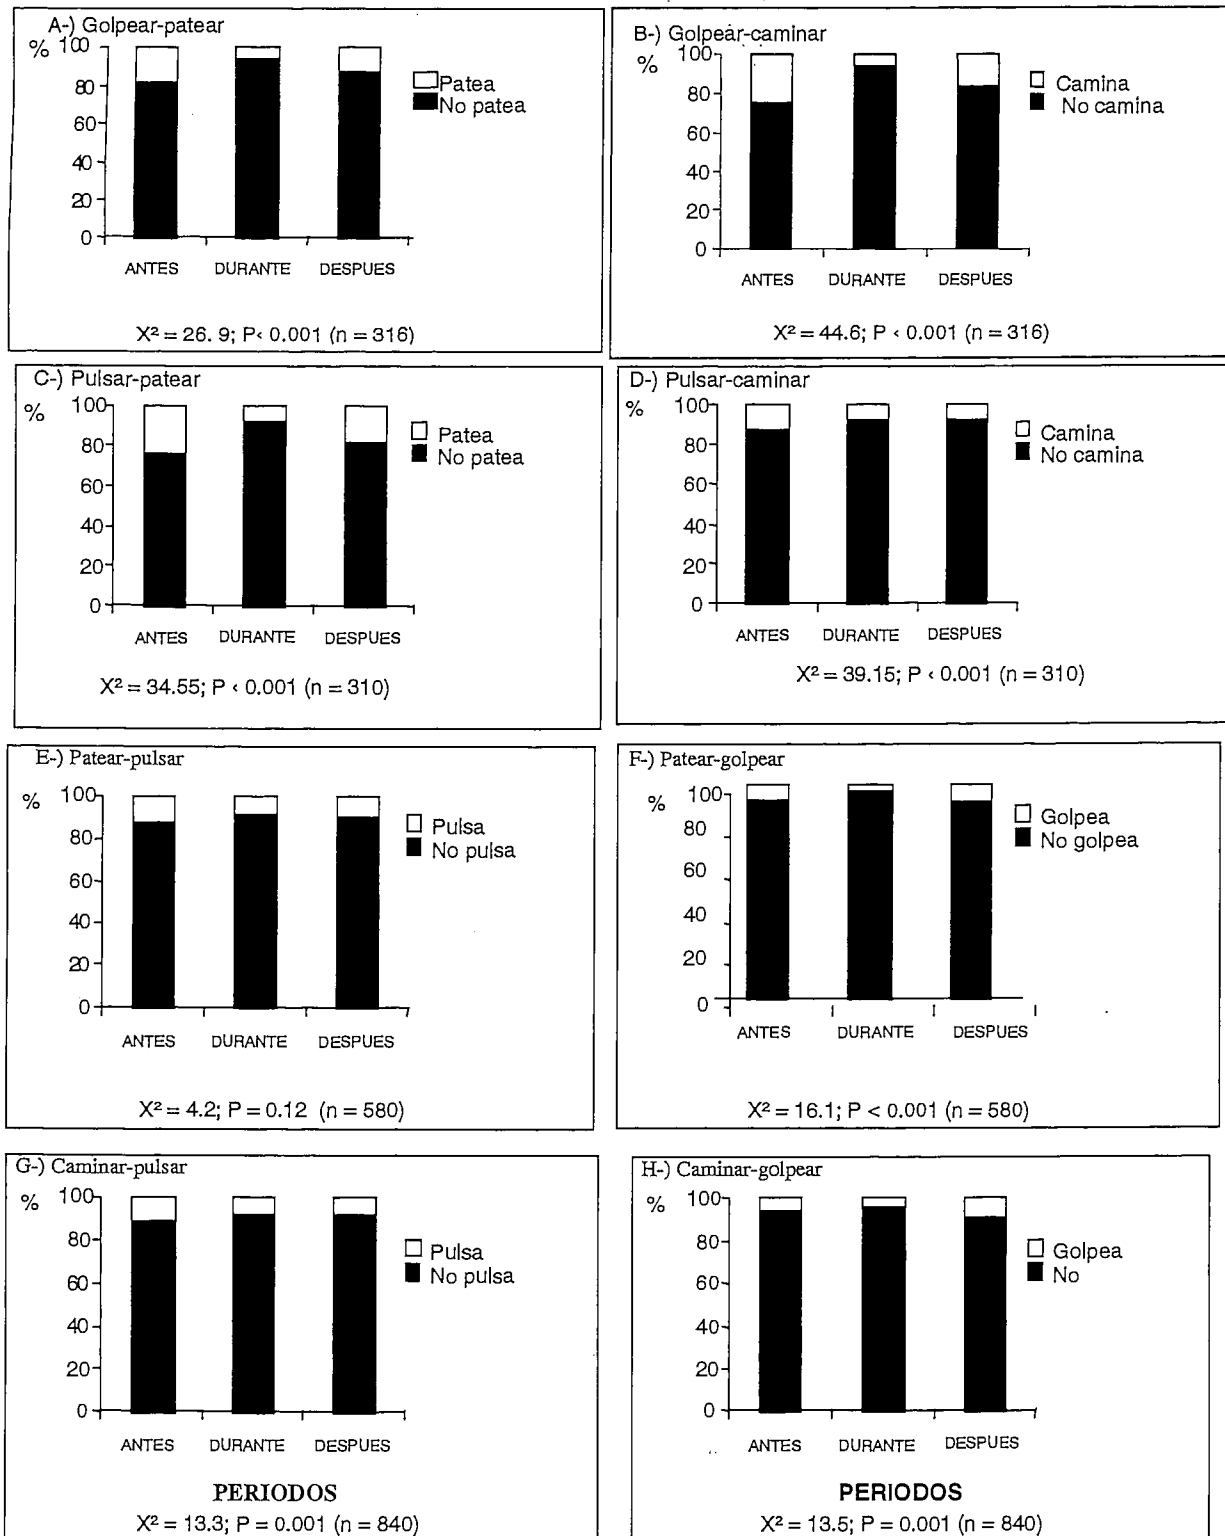 A-) Golpear-patear
%
100
80
60
40
20
0
Patea
No patea
ANTES DURANTE DESPUES
X² = 26. 9; P< 0.001 (n = 316)
B-) Golpear-caminar
%
100
80
60
40
20
0
Camina
No camina
ANTES DURANTE DESPUES
X² = 44.6; P < 0.001 (n = 316)
C-) Pulsar-patear
%
100
80
60
40
20
0
Patea
No patea
ANTES DURANTE DESPUES
X² = 34.55; P < 0.001 (n = 310)
D-) Pulsar-caminar
%
100
80
60
40
20
0
Camina
No camina
ANTES DURANTE DESPUES
X² = 39.15; P < 0.001 (n = 310)
E-) Patear-pulsar
%
100
80
60
40
20
0
Pulsa
No pulsa
ANTES DURANTE DESPUES
X² = 4.2; P = 0.12 (n = 580)
F-) Patear-golpear
%
100
80
60
40
20
0
Golpea
No golpea
ANTES DURANTE DESPUES
X² = 16.1; P < 0.001 (n = 580)
G-) Caminar-pulsar
%
100
80
60
40
20
0
Pulsa
No pulsa
ANTES DURANTE DESPUES
PERIODOS
X² = 13.3; P = 0.001 (n = 840)
H-) Caminar-golpear
%
100
80
60
40
20
0
Golpea
No
ANTES DURANTE DESPUES
PERIODOS
X² = 13.5; P = 0.001 (n = 840)